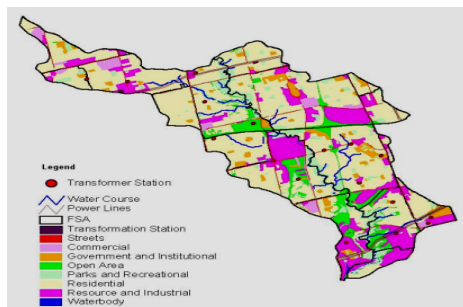 Legend
Transformer Station
Water Course
Power Lines
FSA
Transformation Station
Streets
Commercial
Government and Institutional
Open Area
Parks and Recreational
Residential
Resource and Industrial
Waterbody